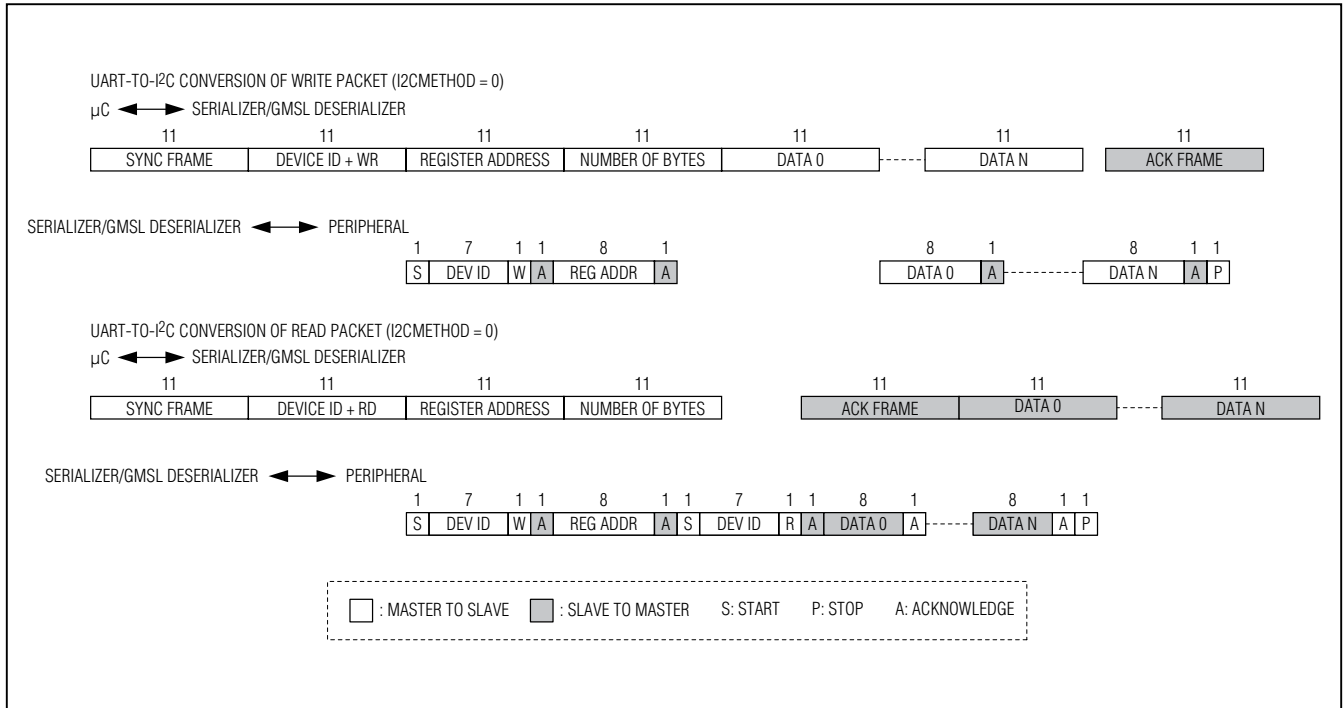 UART-TO-I2C CONVERSION OF WRITE PACKET (I2CMETHOD = 0)
µC SERIALIZER/GMSL DESERIALIZER
11 11 11 11 11 11 11
SYNC FRAME DEVICE ID + WR REGISTER ADDRESS NUMBER OF BYTES DATA 0 DATA N ACK FRAME
SERIALIZER/GMSL DESERIALIZER PERIPHERAL
1 7 1 1 8 1 8 1 8 1 1
S DEV ID W A REG ADDR A DATA 0 A DATA N A P
UART-TO-I2C CONVERSION OF READ PACKET (I2CMETHOD = 0)
µC SERIALIZER/GMSL DESERIALIZER
11 11 11 11 11 11 11
SYNC FRAME DEVICE ID + RD REGISTER ADDRESS NUMBER OF BYTES ACK FRAME DATA 0 DATA N
SERIALIZER/GMSL DESERIALIZER PERIPHERAL
1 7 1 1 8 1 1 7 1 1 8 1 8 1 1
S DEV ID W A REG ADDR A S DEV ID R A DATA 0 A DATA N A P
: MASTER TO SLAVE : SLAVE TO MASTER S: START P: STOP A: ACKNOWLEDGE